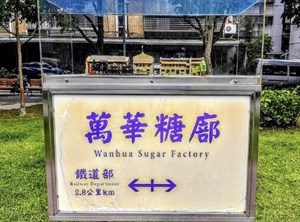 萬華糖廍
Wanhua Sugar Factory
鐵道部
Railway Department
2.8公里km